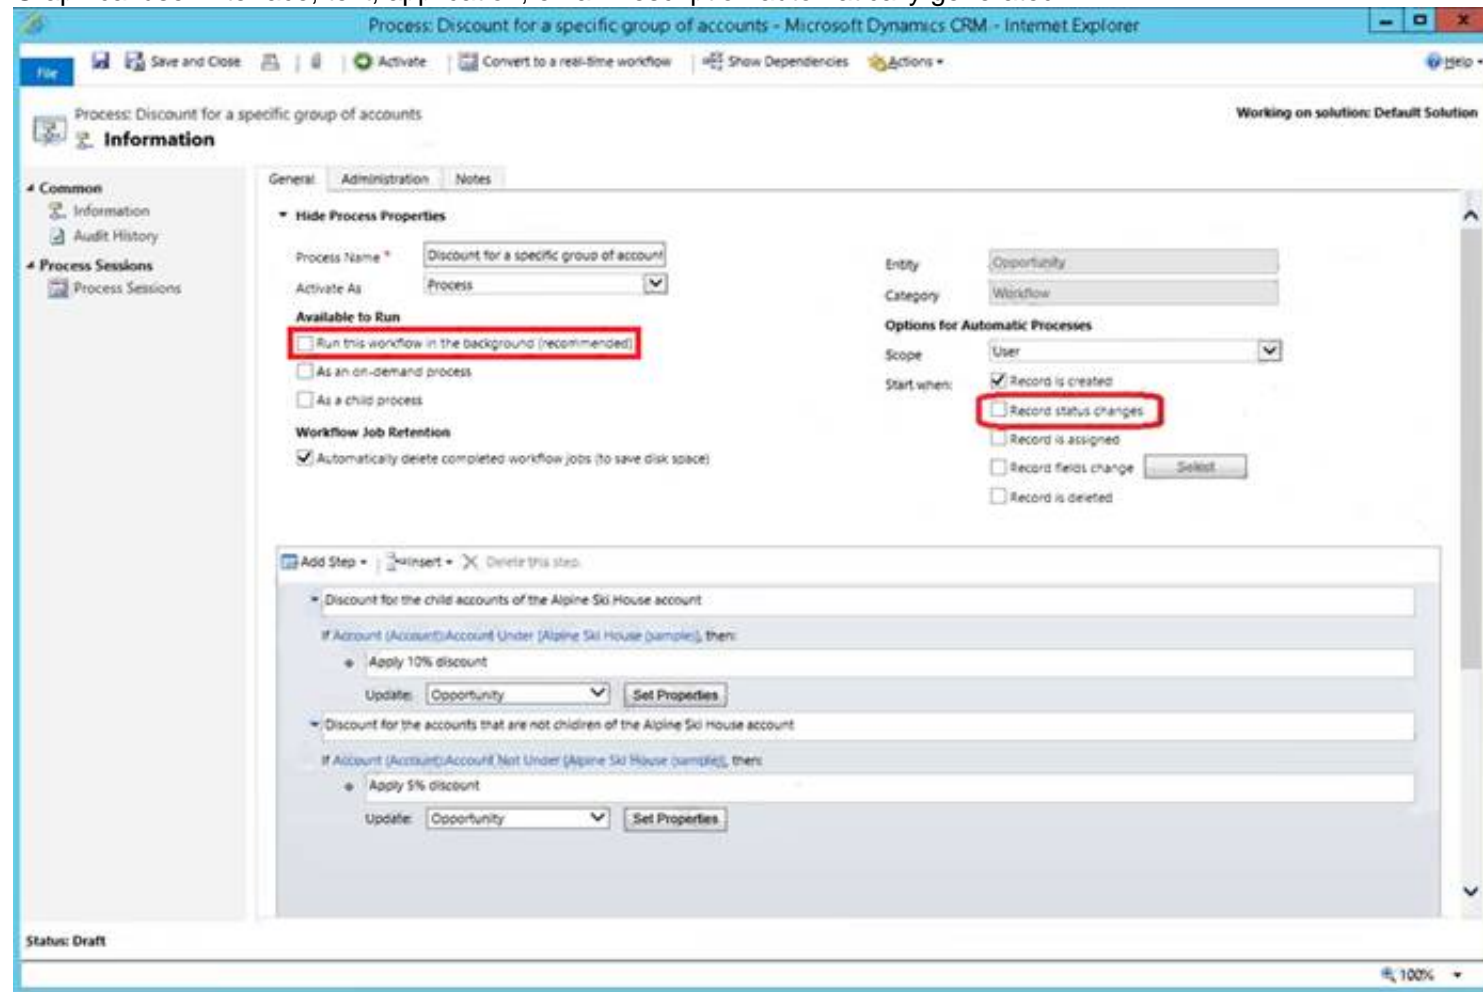 Process: Discount for a specific group of accounts - Microsoft Dynamics CRM - Internet Explorer
File Save and Close Activate Convert to a real-time workflow Show Dependencies Actions Help
Process: Discount for a specific group of accounts
Working on solution: Default Solution
Information
General Administration Notes
Common
Information
Audit History
Process Sessions
Process Sessions
Hide Process Properties
Process Name * Discount for a specific group of account
Activate As Process
Available to Run
Run this workflow in the background (recommended)
As an on-demand process
As a child process
Workflow Job Retention
Automatically delete completed workflow jobs (to save disk space)
Entity Opportunity
Category Workflow
Options for Automatic Processes
Scope User
Start when: Record is created
Record status changes
Record is assigned
Record fields change Select
Record is deleted
Add Step Insert Delete this step.
Discount for the child accounts of the Alpine Ski House account
If Account (Account):Account Under [Alpine Ski House (sample)], then:
Apply 10% discount
Update: Opportunity Set Properties
Discount for the accounts that are not children of the Alpine Ski House account
If Account (Account):Account Not Under [Alpine Ski House (sample)], then:
Apply 5% discount
Update: Opportunity Set Properties
Status: Draft
100%